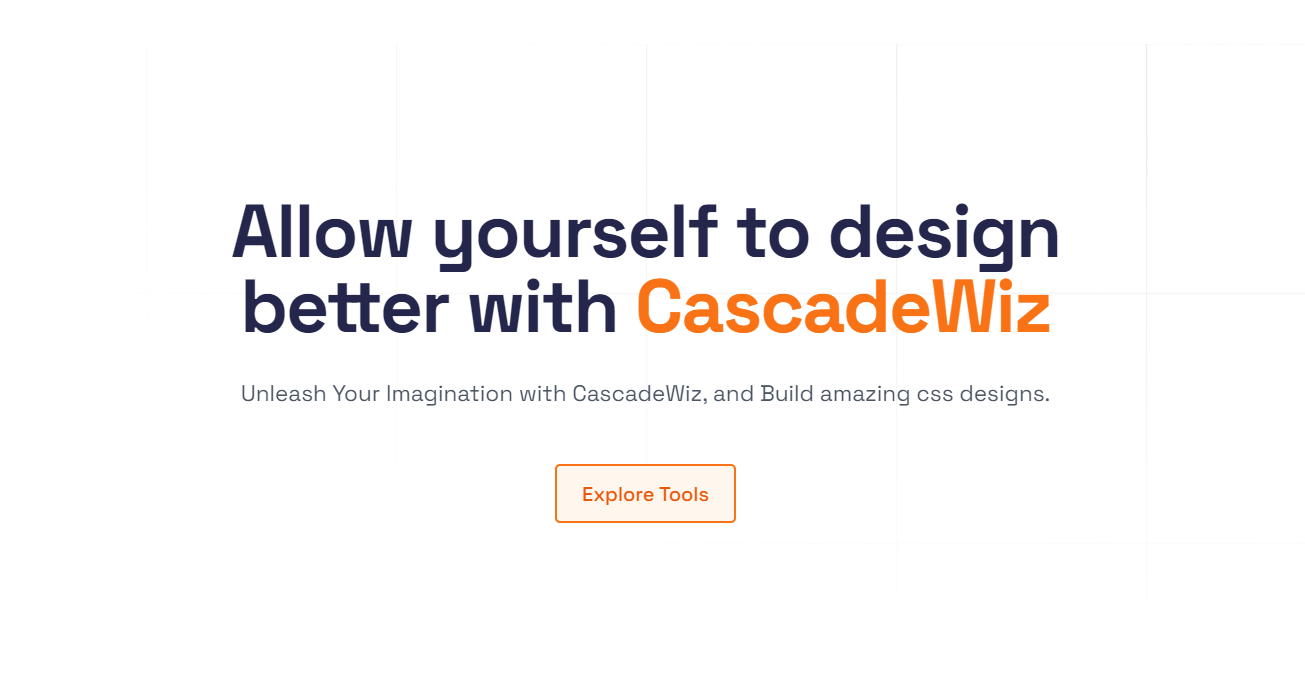 Allow yourself to design
better with CascadeWiz
Unleash Your Imagination with CascadeWiz, and Build amazing css designs.
Explore Tools